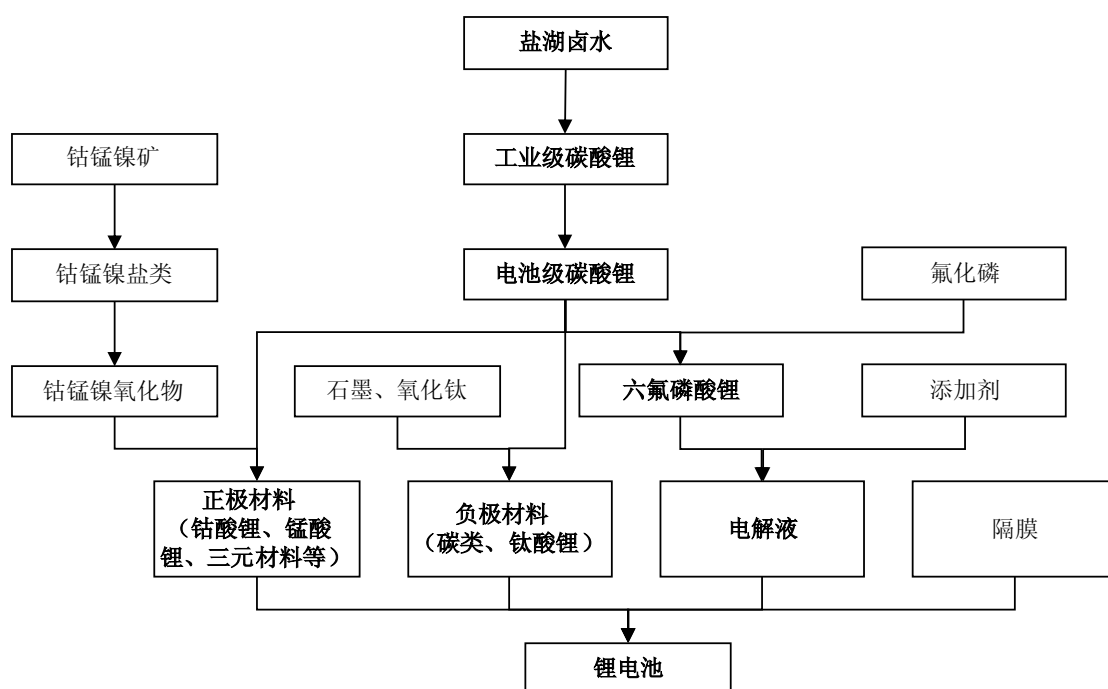 盐湖卤水
钴锰镍矿
工业级碳酸锂
钴锰镍盐类
电池级碳酸锂
氟化磷
钴锰镍氧化物
石墨、氧化钛
六氟磷酸锂
添加剂
正极材料
（钴酸锂、锰酸
锂、三元材料等）
负极材料
（碳类、钛酸锂）
电解液
隔膜
锂电池